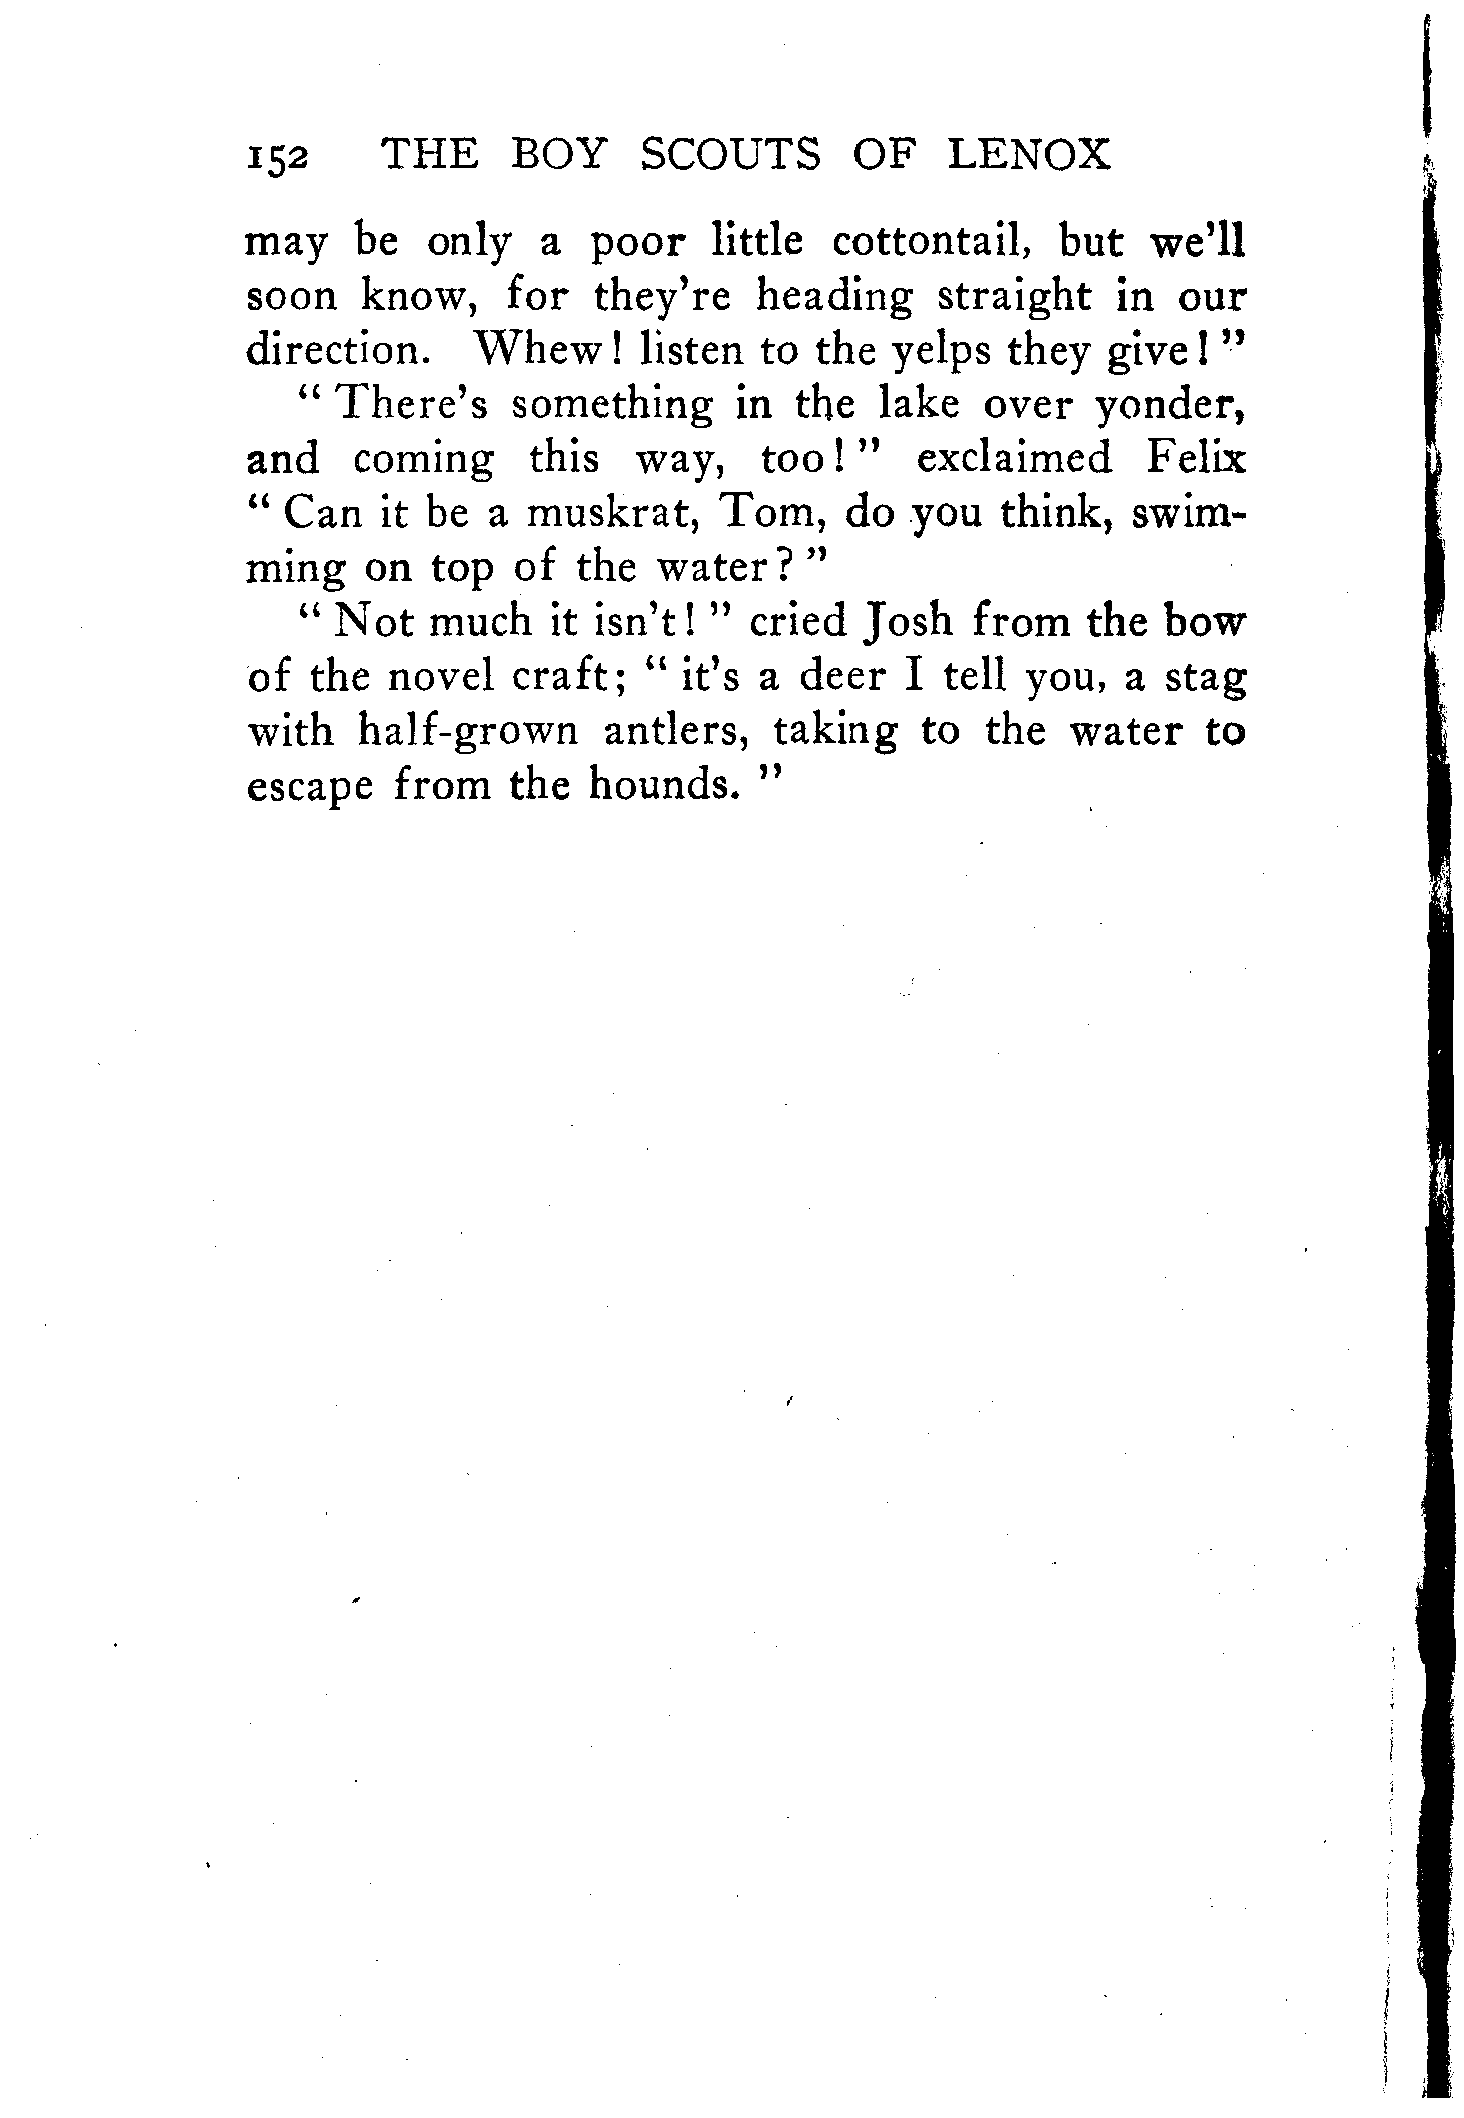 152 THE BOY SCOUTS OF LENOX
may be only a poor little cottontail, but we'll
soon know, for they're heading straight in our
direction. Whew! listen to the yelps they give!"
"There's something in the lake over yonder,
and coming this way, too!" exclaimed Felix
"Can it be a muskrat, Tom, do you think, swim-
ming on top of the water?"
"Not much it isn't!" cried Josh from the bow
of the novel craft; "it's a deer I tell you, a stag
with half-grown antlers, taking to the water to
escape from the hounds."